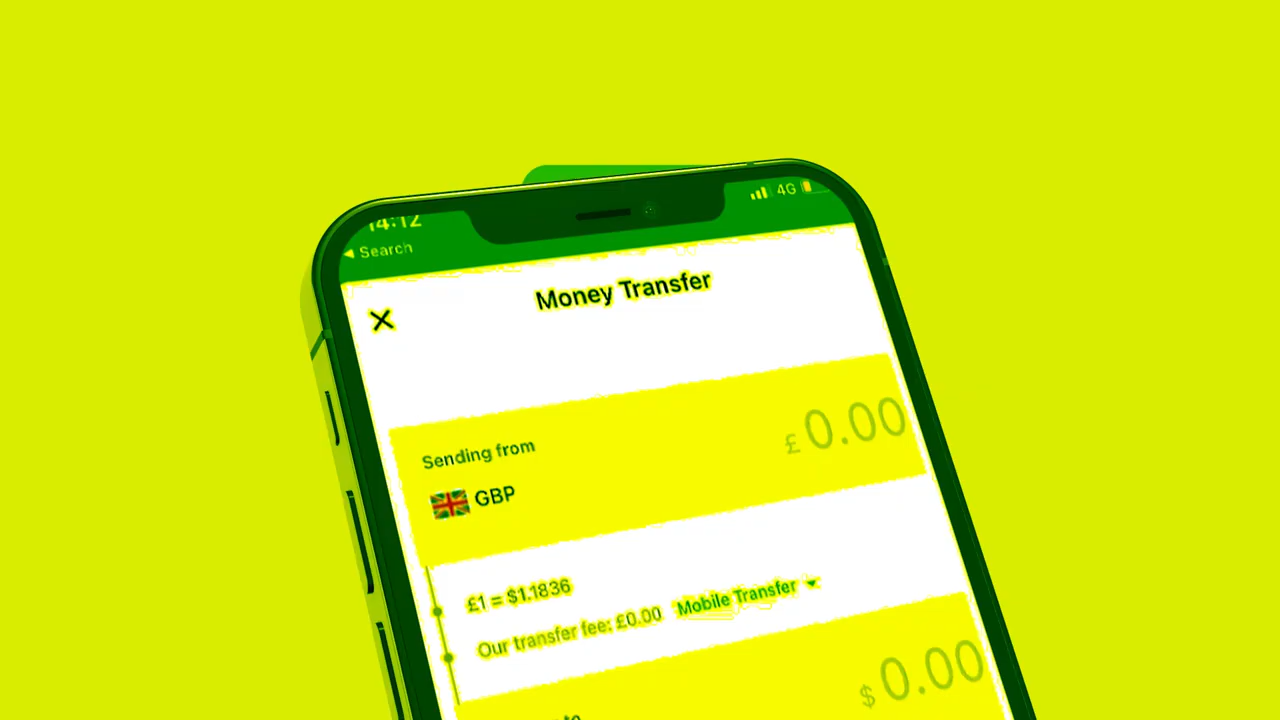 14:12
4G
Search
Money Transfer
Sending from
£ 0.00
GBP
£1 = $1.1836
Our transfer fee: £0.00 Mobile Transfer
$ 0.00